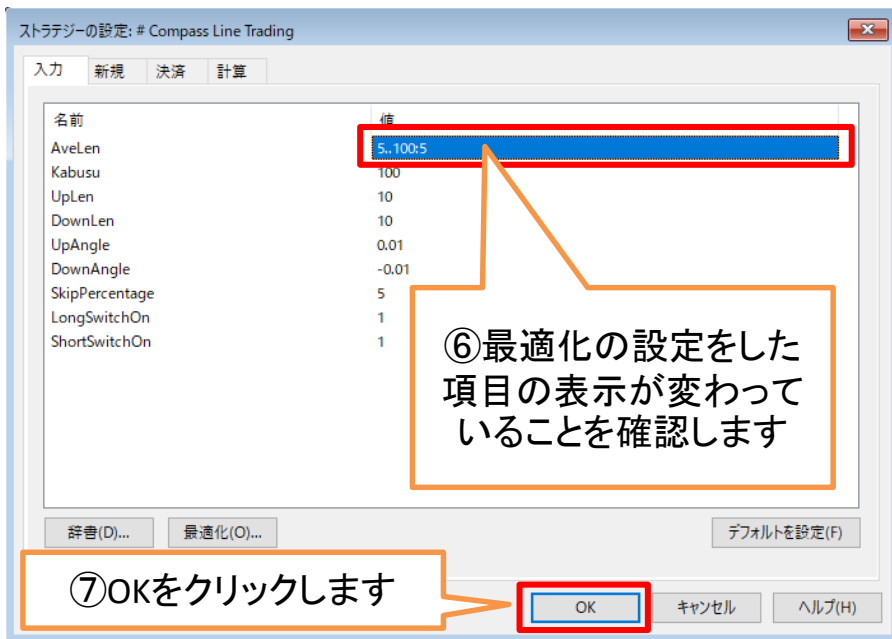 ストラテジーの設定: # Compass Line Trading
入力 新規 決済 計算
名前 値
AveLen 5..100:5
Kabusu 100
UpLen 10
DownLen 10
UpAngle 0.01
DownAngle -0.01
SkipPercentage 5
LongSwitchOn 1
ShortSwitchOn 1
⑥最適化の設定をした
項目の表示が変わって
いることを確認します
辞書(D)... 最適化(O)... デフォルトを設定(F)
⑦OKをクリックします
OK キャンセル ヘルプ(H)